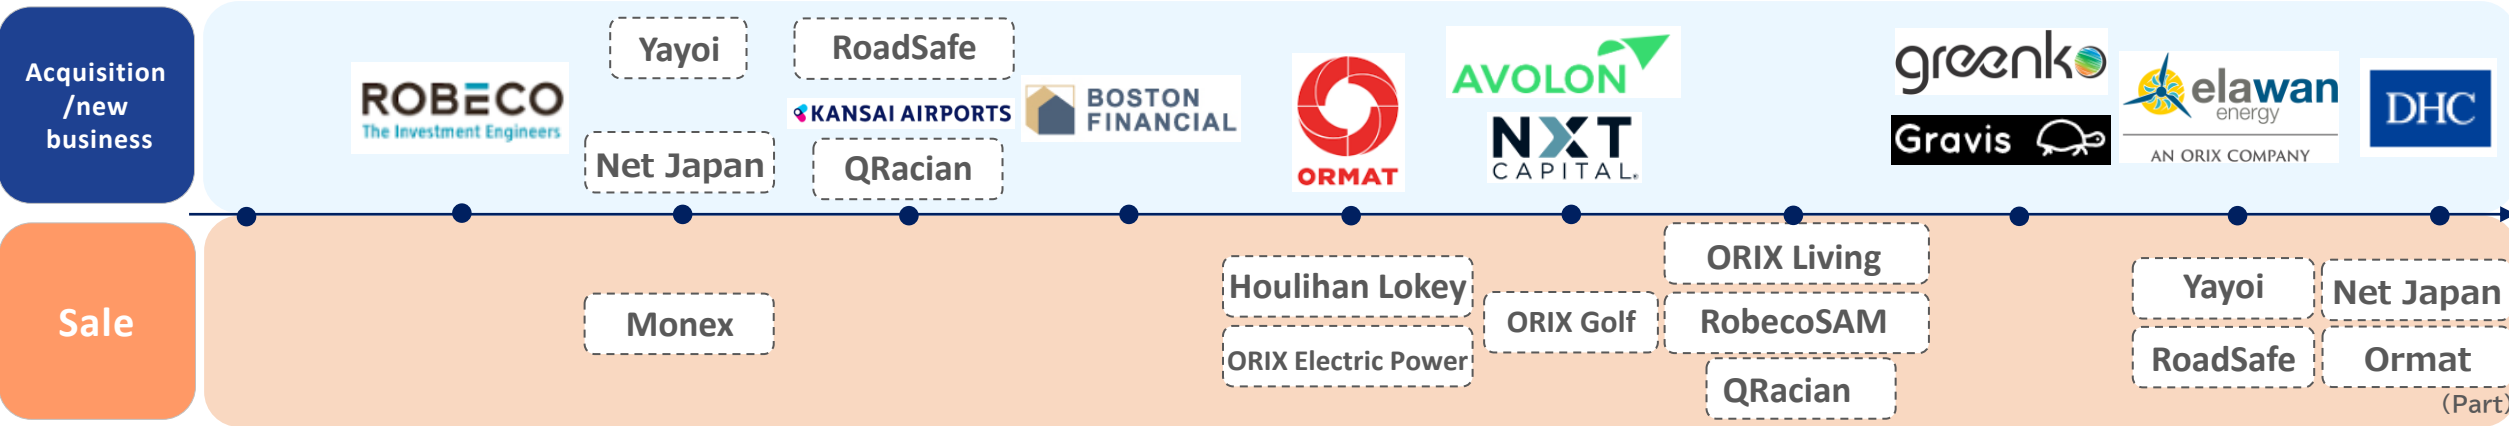 Acquisition
/new
business
ROBECO
The Investment Engineers
Yayoi
Net Japan
RoadSafe
KANSAI AIRPORTS
QRacian
BOSTON
FINANCIAL
ORMAT
AVOLON
NXT
CAPITAL
greenko
Gravis
elawan
energy
AN ORIX COMPANY
DHC
Sale
Monex
Houlihan Lokey
ORIX Electric Power
ORIX Golf
ORIX Living
RobecoSAM
QRacian
Yayoi
RoadSafe
Net Japan
Ormat
(Part)